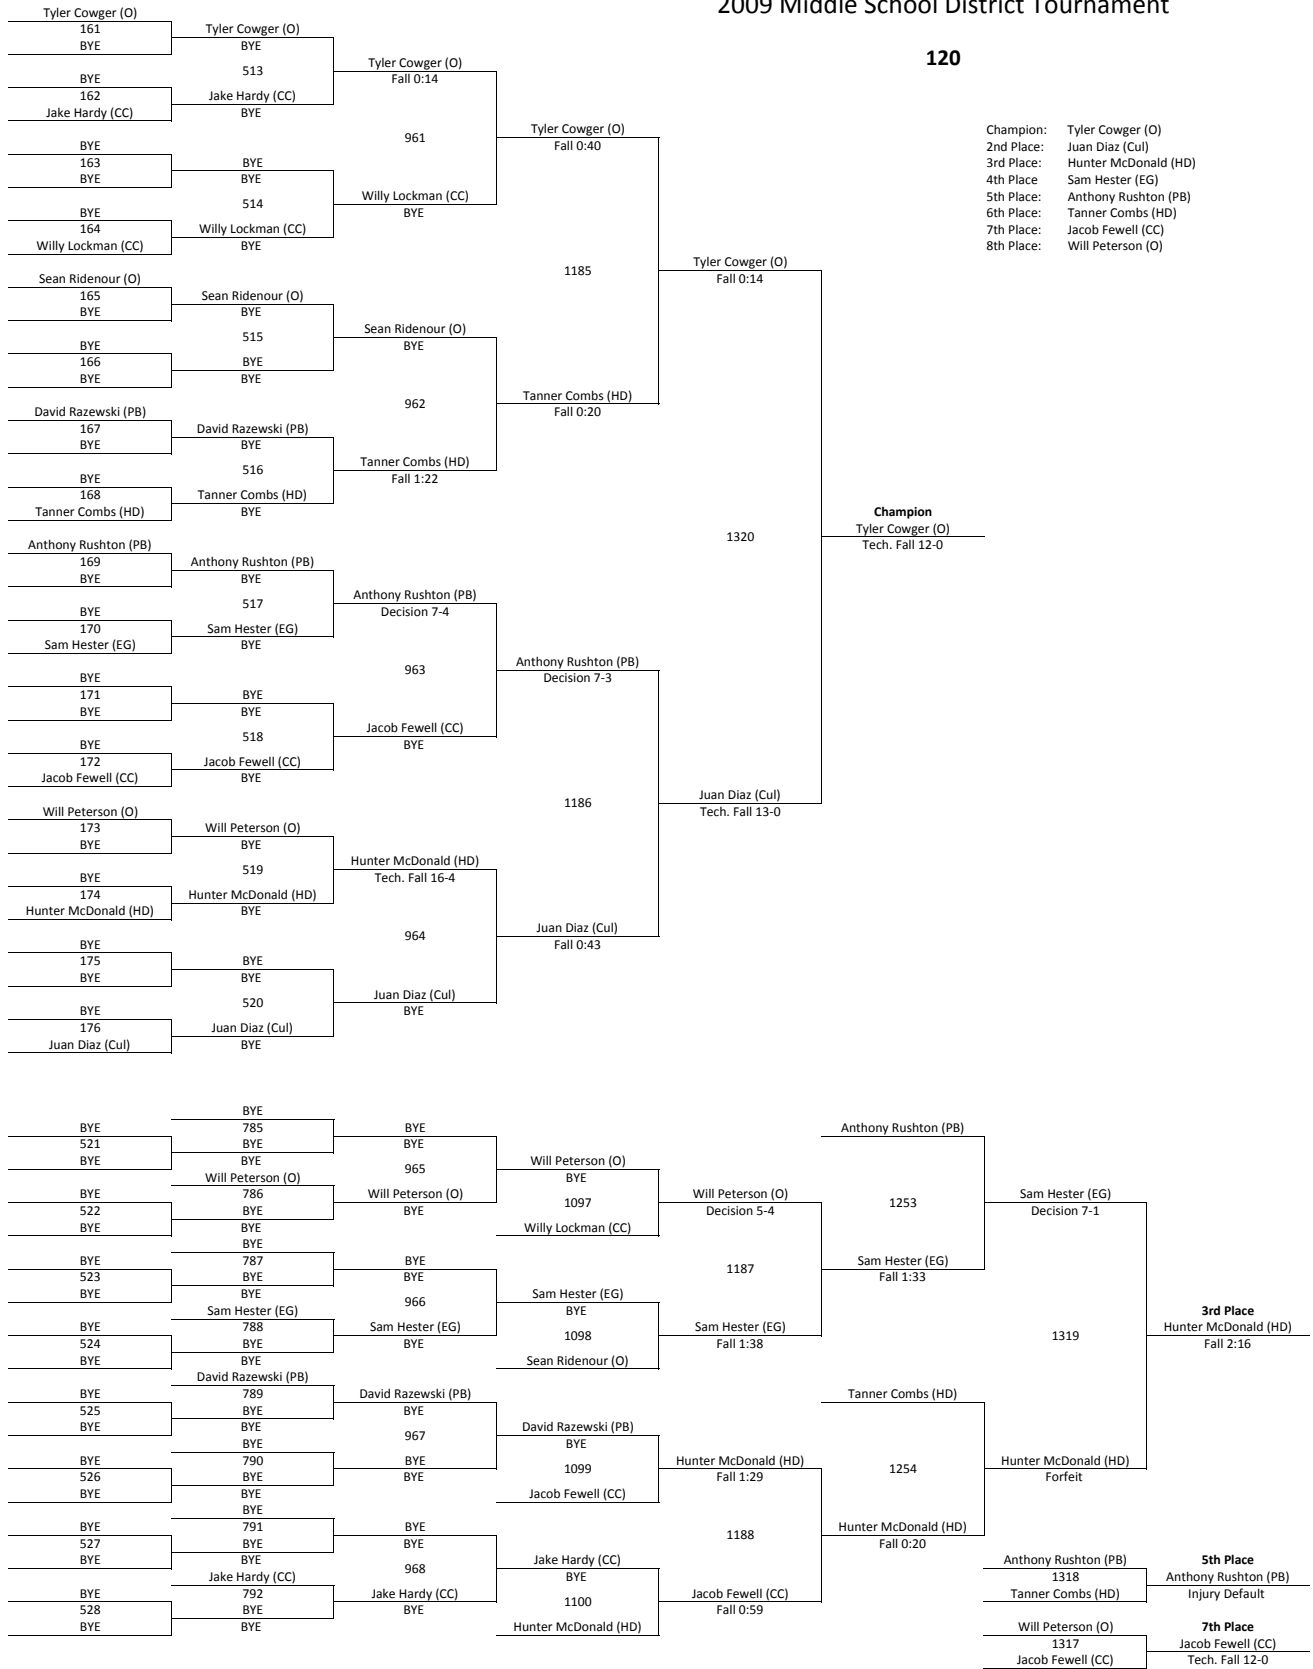 2009 Middle School District Tournament
120
Champion: Tyler Cowger (O)
2nd Place: Juan Diaz (Cul)
3rd Place: Hunter McDonald (HD)
4th Place Sam Hester (EG)
5th Place: Anthony Rushton (PB)
6th Place: Tanner Combs (HD)
7th Place: Jacob Fewell (CC)
8th Place: Will Peterson (O)
Tyler Cowger (O)
161
BYE
BYE
162
Jake Hardy (CC)
BYE
163
BYE
BYE
164
Willy Lockman (CC)
Sean Ridenour (O)
165
BYE
BYE
166
BYE
David Razewski (PB)
167
BYE
BYE
168
Tanner Combs (HD)
Anthony Rushton (PB)
169
BYE
BYE
170
Sam Hester (EG)
BYE
171
BYE
BYE
172
Jacob Fewell (CC)
Will Peterson (O)
173
BYE
BYE
174
Hunter McDonald (HD)
BYE
175
BYE
BYE
176
Juan Diaz (Cul)
Tyler Cowger (O)
BYE
513
Jake Hardy (CC)
BYE
BYE
BYE
514
Willy Lockman (CC)
BYE
Sean Ridenour (O)
BYE
515
BYE
BYE
David Razewski (PB)
BYE
516
Tanner Combs (HD)
BYE
Anthony Rushton (PB)
BYE
517
Sam Hester (EG)
BYE
BYE
BYE
518
Jacob Fewell (CC)
BYE
Will Peterson (O)
BYE
519
Hunter McDonald (HD)
BYE
BYE
BYE
520
Juan Diaz (Cul)
BYE
Tyler Cowger (O)
Fall 0:14
961
Willy Lockman (CC)
BYE
Sean Ridenour (O)
BYE
962
Tanner Combs (HD)
Fall 1:22
Anthony Rushton (PB)
Decision 7-4
963
Jacob Fewell (CC)
BYE
Hunter McDonald (HD)
Tech. Fall 16-4
964
Juan Diaz (Cul)
BYE
Tyler Cowger (O)
Fall 0:40
1185
Tanner Combs (HD)
Fall 0:20
Anthony Rushton (PB)
Decision 7-3
1186
Juan Diaz (Cul)
Fall 0:43
Tyler Cowger (O)
Fall 0:14
1320
Juan Diaz (Cul)
Tech. Fall 13-0
Champion
Tyler Cowger (O)
Tech. Fall 12-0
BYE
521
BYE
BYE
522
BYE
BYE
523
BYE
BYE
524
BYE
BYE
525
BYE
BYE
526
BYE
BYE
527
BYE
BYE
528
BYE
BYE
785
BYE
BYE
Will Peterson (O)
786
BYE
BYE
BYE
787
BYE
BYE
Sam Hester (EG)
788
BYE
BYE
David Razewski (PB)
789
BYE
BYE
BYE
790
BYE
BYE
BYE
791
BYE
BYE
Jake Hardy (CC)
792
BYE
BYE
BYE
BYE
965
Will Peterson (O)
BYE
BYE
BYE
966
Sam Hester (EG)
BYE
David Razewski (PB)
BYE
967
BYE
BYE
BYE
BYE
968
Jake Hardy (CC)
BYE
Will Peterson (O)
BYE
1097
Willy Lockman (CC)
Sam Hester (EG)
BYE
1098
Sean Ridenour (O)
David Razewski (PB)
BYE
1099
Jacob Fewell (CC)
Jake Hardy (CC)
BYE
1100
Hunter McDonald (HD)
Will Peterson (O)
Decision 5-4
1187
Sam Hester (EG)
Fall 1:38
Hunter McDonald (HD)
Fall 1:29
1188
Jacob Fewell (CC)
Fall 0:59
Anthony Rushton (PB)
1253
Sam Hester (EG)
Fall 1:33
Tanner Combs (HD)
1254
Hunter McDonald (HD)
Fall 0:20
Sam Hester (EG)
Decision 7-1
1319
Hunter McDonald (HD)
Forfeit
3rd Place
Hunter McDonald (HD)
Fall 2:16
Anthony Rushton (PB)
1318
Tanner Combs (HD)
5th Place
Anthony Rushton (PB)
Injury Default
Will Peterson (O)
1317
Jacob Fewell (CC)
7th Place
Jacob Fewell (CC)
Tech. Fall 12-0